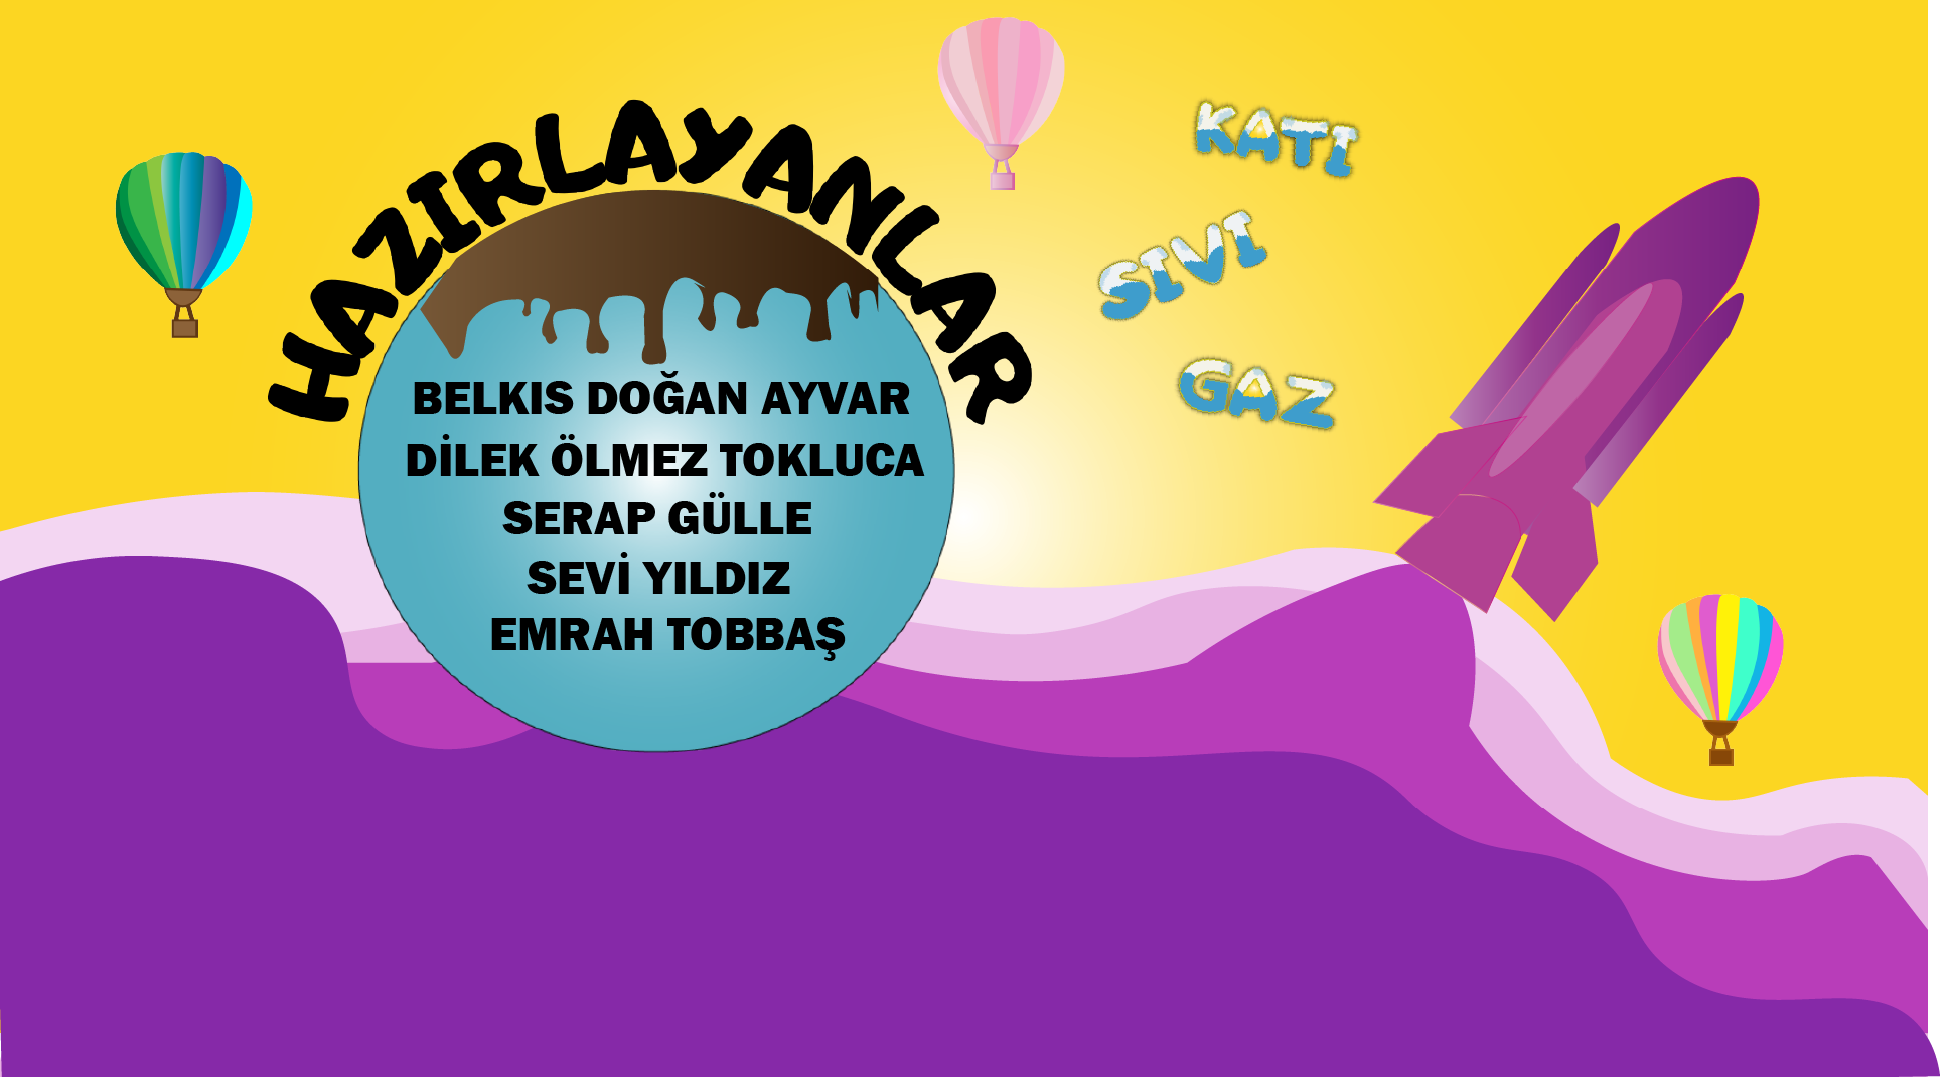 HAZIRLAYANLAR
BELKIS DOĞAN AYVAR
DİLEK ÖLMEZ TOKLUCA
SERAP GÜLLE
SEVİ YILDIZ
EMRAH TOBBAŞ
KATI
SIVI
GAZ